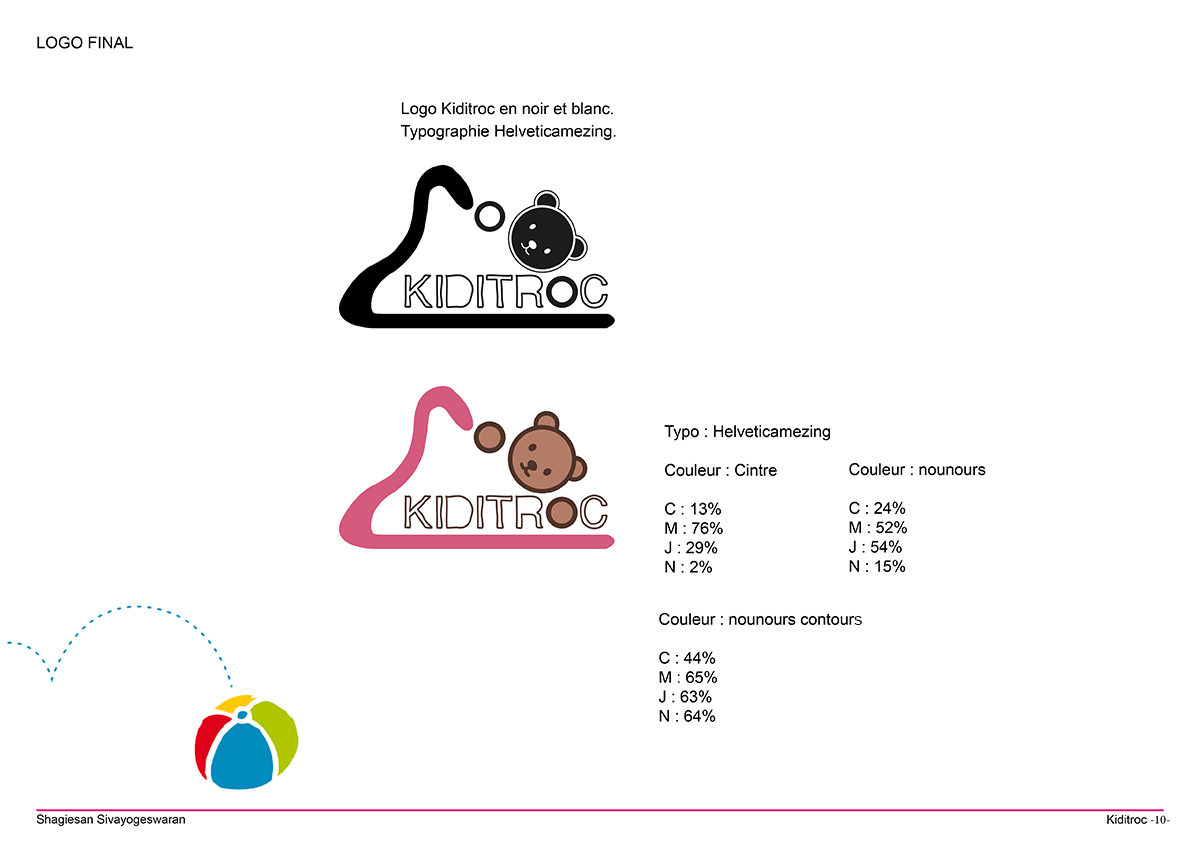 LOGO FINAL
Logo Kiditroc en noir et blanc.
Typographie Helveticamezing.
KIDITROC
KIDITROC
Typo : Helveticamezing
Couleur : Cintre
C : 13%
M : 76%
J : 29%
N : 2%
Couleur : nounours
C : 24%
M : 52%
J : 54%
N : 15%
Couleur : nounours contours
C : 44%
M : 65%
J : 63%
N : 64%
Shagiesan Sivayogeswaran
Kiditroc -10-